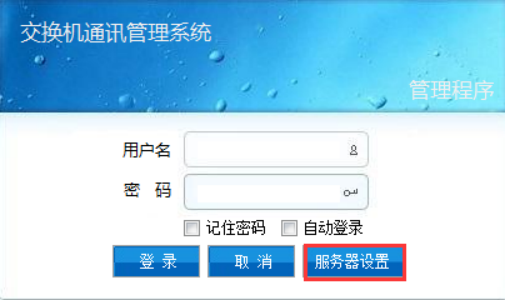 交换机通讯管理系统
管理程序
用户名
密 码
记住密码 自动登录
登 录 取 消 服务器设置